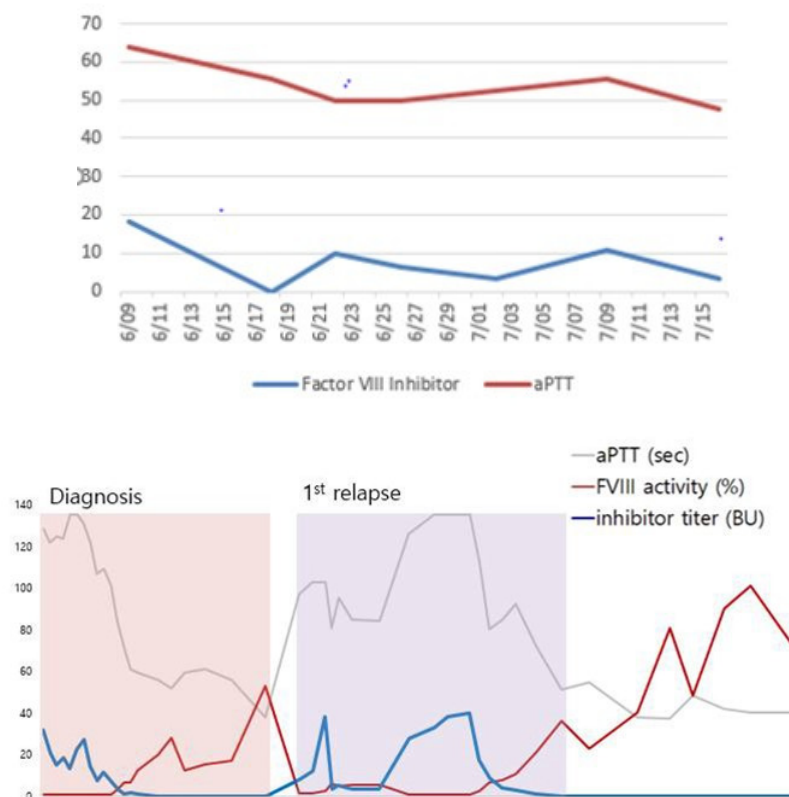 70
60
50
40
30
20
10
0
6/09 6/11 6/13 6/15 6/17 6/19 6/21 6/23 6/25 6/27 6/29 7/01 7/03 7/05 7/07 7/09 7/11 7/13 7/15
Factor VIII Inhibitor aPTT
aPTT (sec)
FVIII activity (%)
inhibitor titer (BU)
Diagnosis 1st relapse
140
120
100
80
60
40
20
0